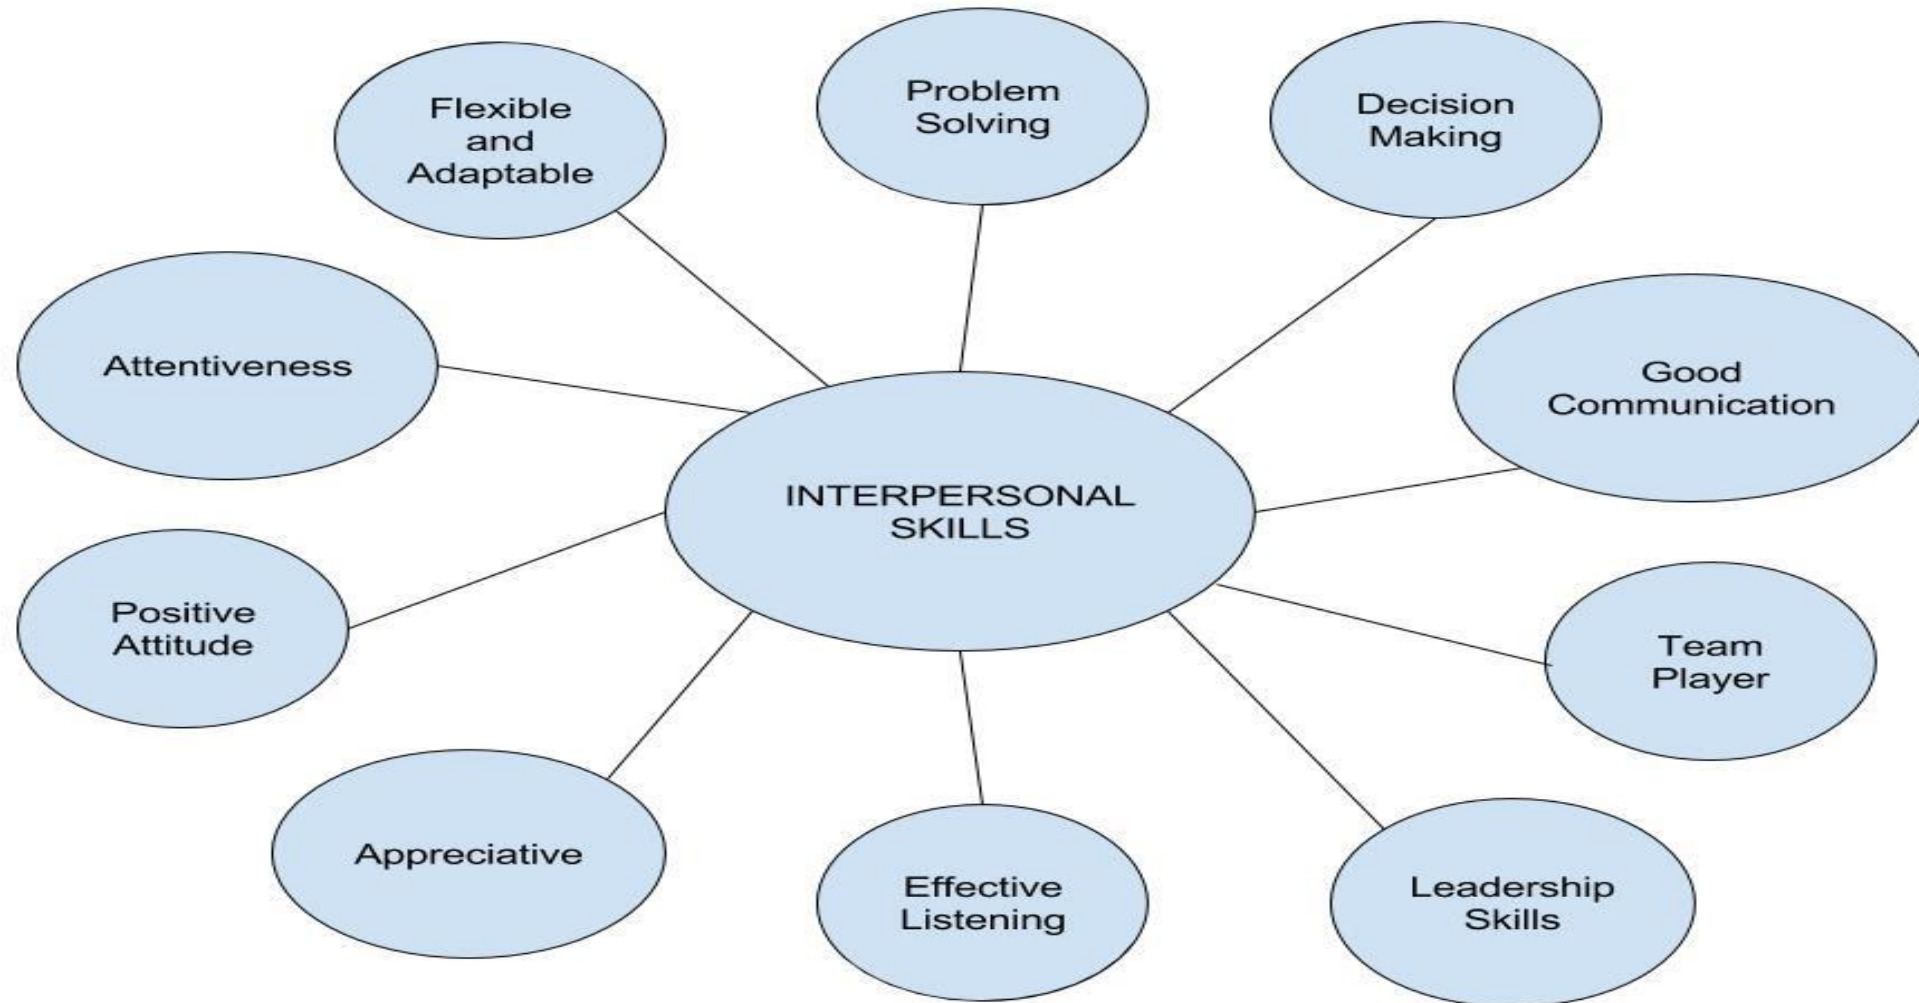 Flexible
and
Adaptable
Problem
Solving
Decision
Making
Attentiveness
Good
Communication
INTERPERSONAL
SKILLS
Positive
Attitude
Team
Player
Appreciative
Effective
Listening
Leadership
Skills